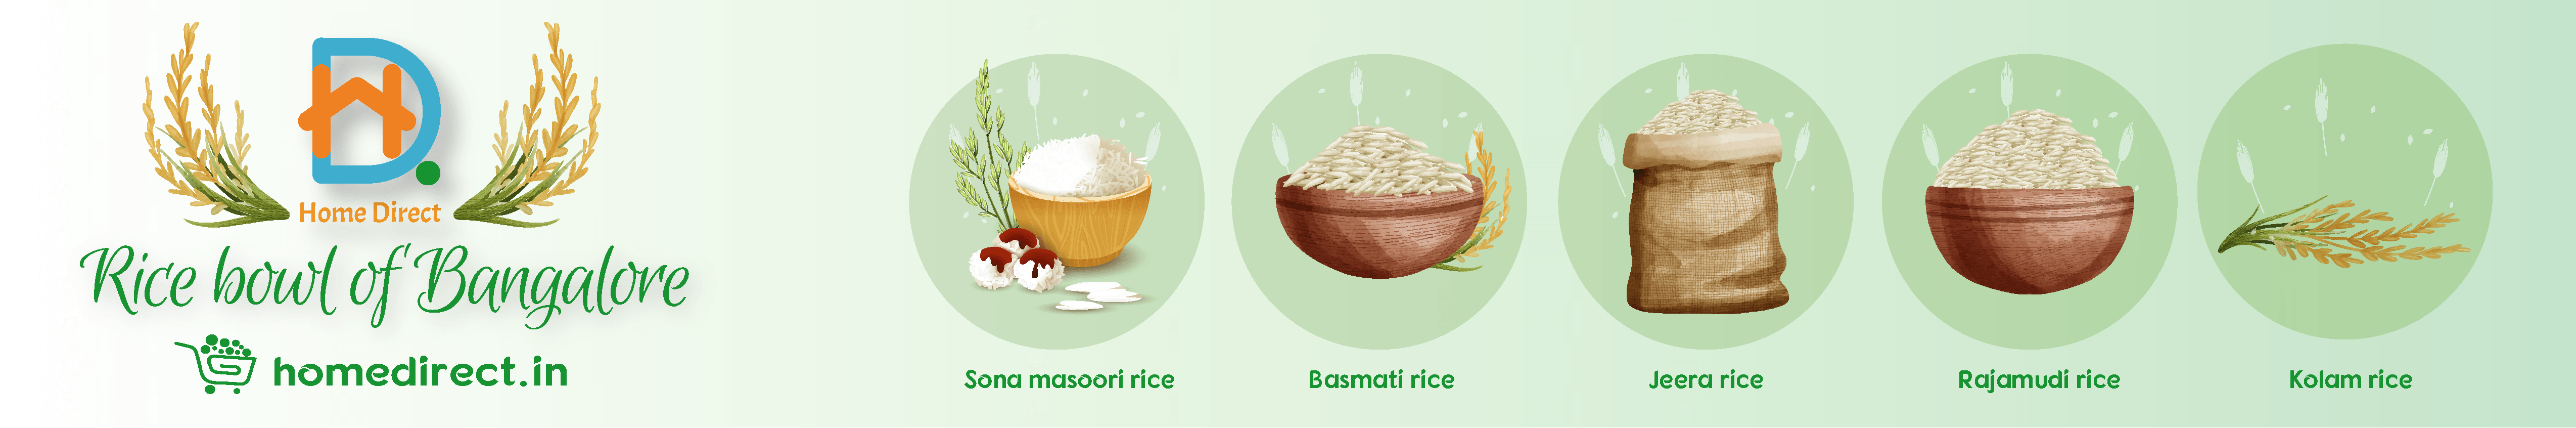 Home Direct
Rice bowl of Bangalore
homedirect.in
Sona masoori rice
Basmati rice
Jeera rice
Rajamudi rice
Kolam rice